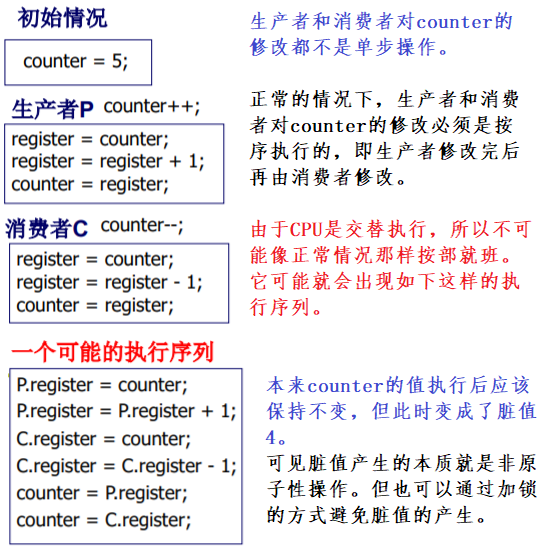 初始情况
counter = 5;
生产者P counter++;
register = counter;
register = register + 1;
counter = register;
消费者C counter--;
register = counter;
register = register - 1;
counter = register;
一个可能的执行序列
P.register = counter;
P.register = P.register + 1;
C.register = counter;
C.register = C.register - 1;
counter = P.register;
counter = C.register;
生产者和消费者对counter的
修改都不是单步操作。
正常的情况下，生产者和消费
者对counter的修改必须是按
序执行的，即生产者修改完后
再由消费者修改。
由于CPU是交替执行，所以不可
能像正常情况那样按部就班。
它可能就会出现如下这样的执
行序列。
本来counter的值执行后应该
保持不变，但此时变成了脏值
4。
可见脏值产生的本质就是非原
子性操作。但也可以通过加锁
的方式避免脏值的产生。